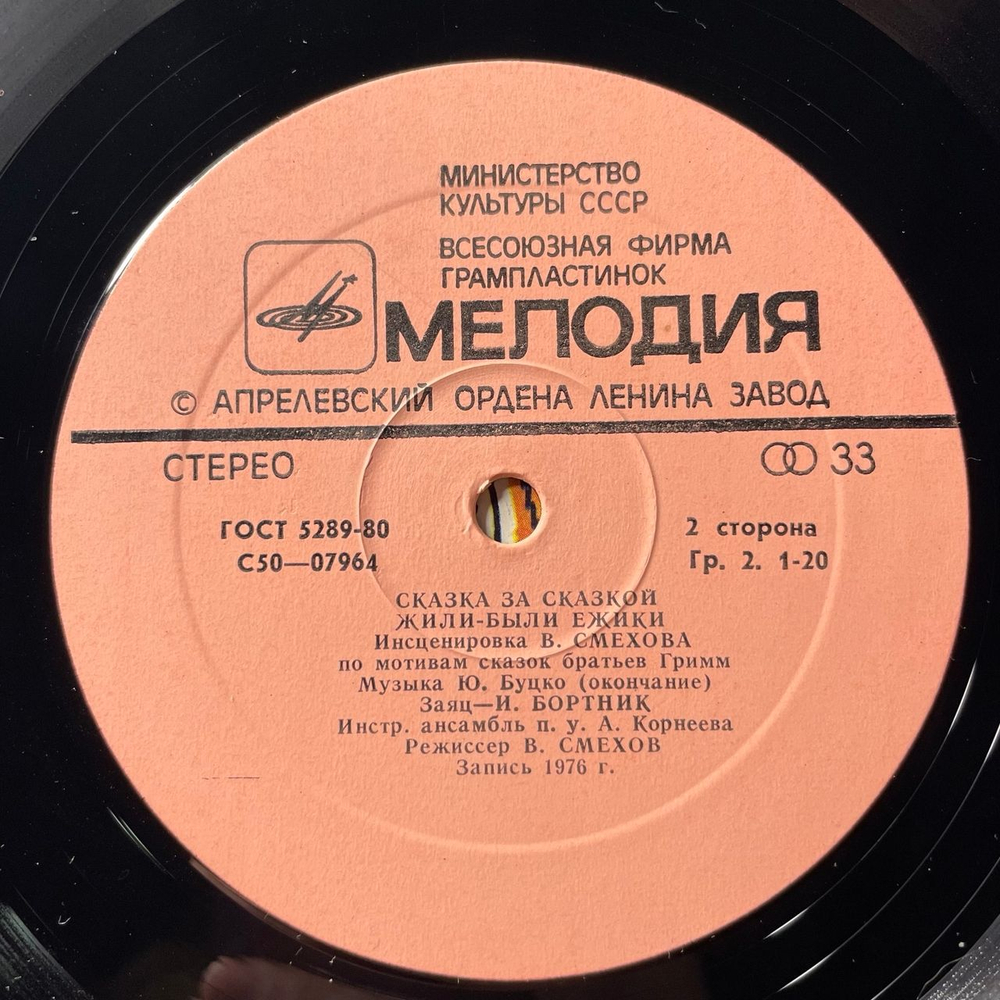 МИНИСТЕРСТВО
КУЛЬТУРЫ СССР
ВСЕСОЮЗНАЯ ФИРМА
ГРАМПЛАСТИНОК
МЕЛОДИЯ
© АПРЕЛЕВСКИЙ ОРДЕНА ЛЕНИНА ЗАВОД
СТЕРЕО 33
ГОСТ 5289-80 2 сторона
С50—07964 Гр. 2. 1-20
СКАЗКА ЗА СКАЗКОЙ
ЖИЛИ-БЫЛИ ЕЖИКИ
Инсценировка В. СМЕХОВА
по мотивам сказок братьев Гримм
Музыка Ю. Буцко (окончание)
Заяц—И. БОРТНИК
Инстр. ансамбль п. у. А. Корнеева
Режиссер В. СМЕХОВ
Запись 1976 г.